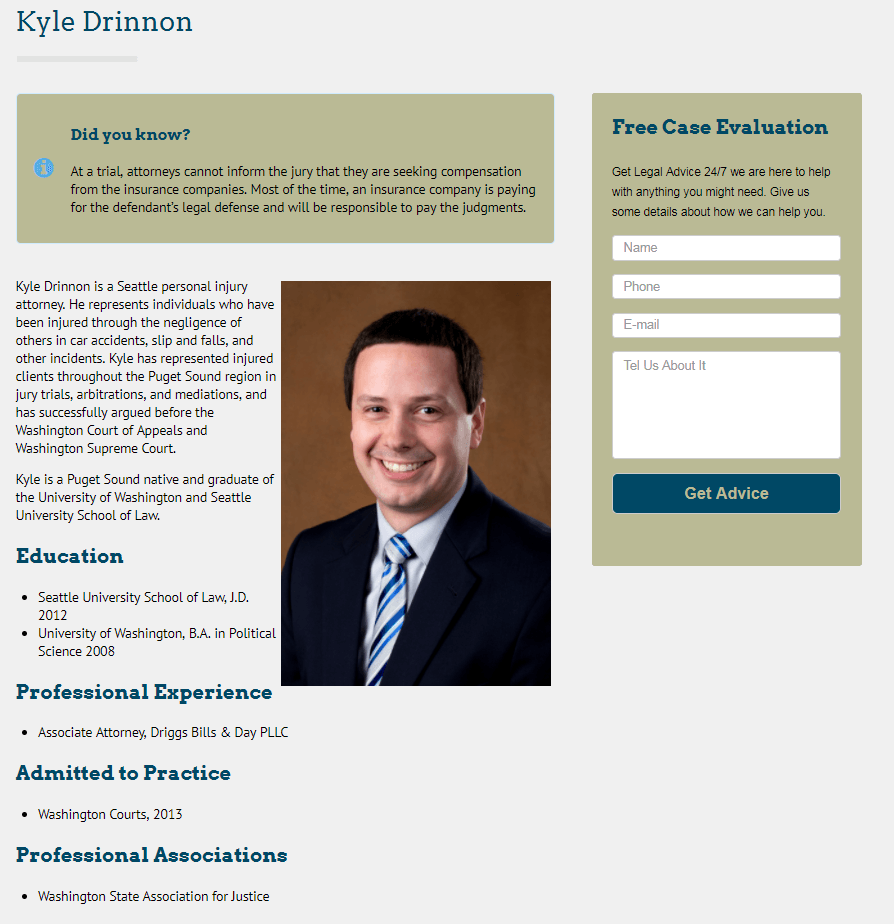 Kyle Drinnon
Did you know?
At a trial, attorneys cannot inform the jury that they are seeking compensation
from the insurance companies. Most of the time, an insurance company is paying
for the defendant's legal defense and will be responsible to pay the judgments.
Kyle Drinnon is a Seattle personal injury
attorney. He represents individuals who have
been injured through the negligence of
others in car accidents, slip and falls, and
other incidents. Kyle has represented injured
clients throughout the Puget Sound region in
jury trials, arbitrations, and mediations, and
has successfully argued before the
Washington Court of Appeals and
Washington Supreme Court.
Kyle is a Puget Sound native and graduate of
the University of Washington and Seattle
University School of Law.
Education
• Seattle University School of Law, J.D.
2012
• University of Washington, B.A. in Political
Science 2008
Professional Experience
• Associate Attorney, Driggs Bills & Day PLLC
Admitted to Practice
• Washington Courts, 2013
Professional Associations
• Washington State Association for Justice
Free Case Evaluation
Get Legal Advice 24/7 we are here to help
with anything you might need. Give us
some details about how we can help you.
Name
Phone
E-mail
Tel Us About It
Get Advice